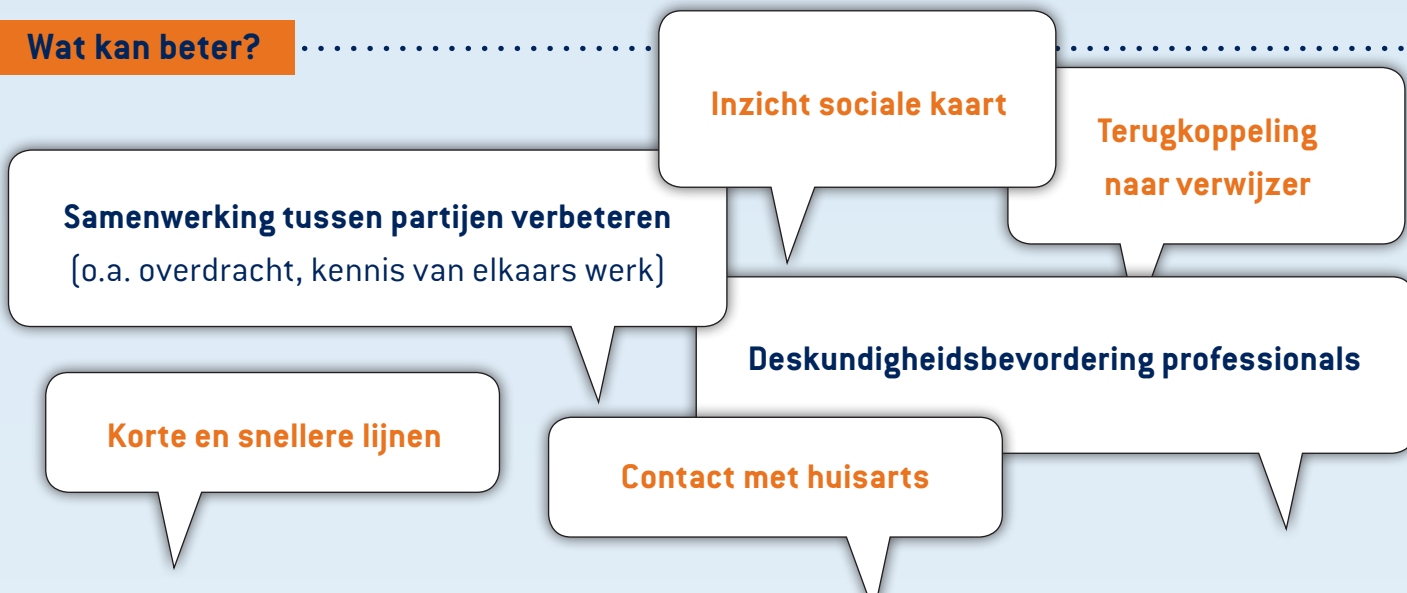 Wat kan beter?
Inzicht sociale kaart
Terugkoppeling
naar verwijzer
Samenwerking tussen partijen verbeteren
(o.a. overdracht, kennis van elkaars werk)
Deskundigheidsbevordering professionals
Korte en snellere lijnen
Contact met huisarts